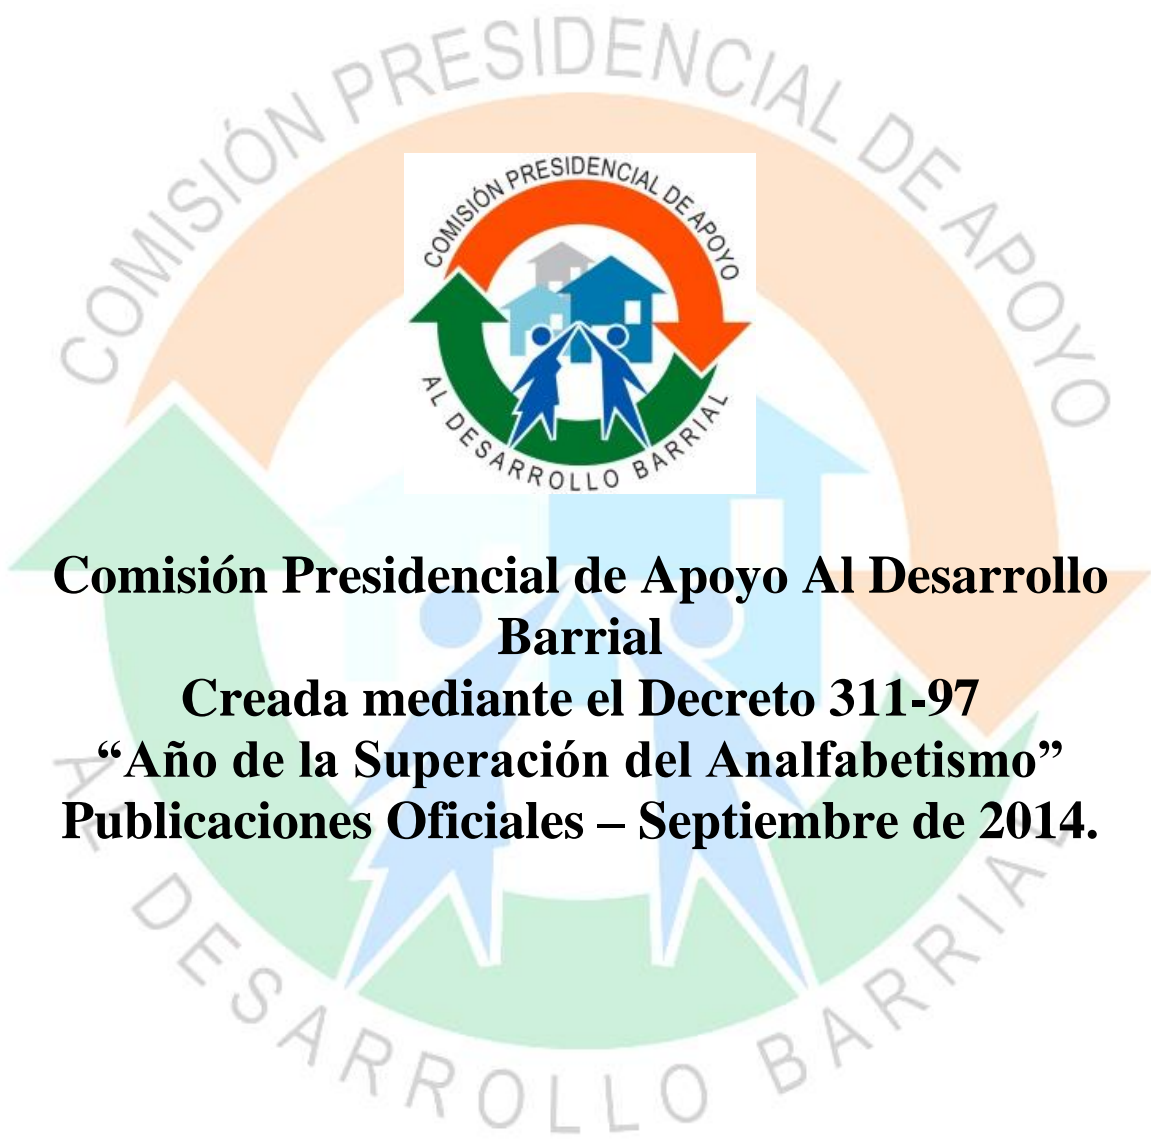 COMISIÓN PRESIDENCIAL DE APOYO
AL DESARROLLO BARRIAL
COMISIÓN PRESIDENCIAL DE APOYO
AL DESARROLLO BARRIAL
Comisión Presidencial de Apoyo Al Desarrollo
Barrial
Creada mediante el Decreto 311-97
“Año de la Superación del Analfabetismo”
Publicaciones Oficiales – Septiembre de 2014.